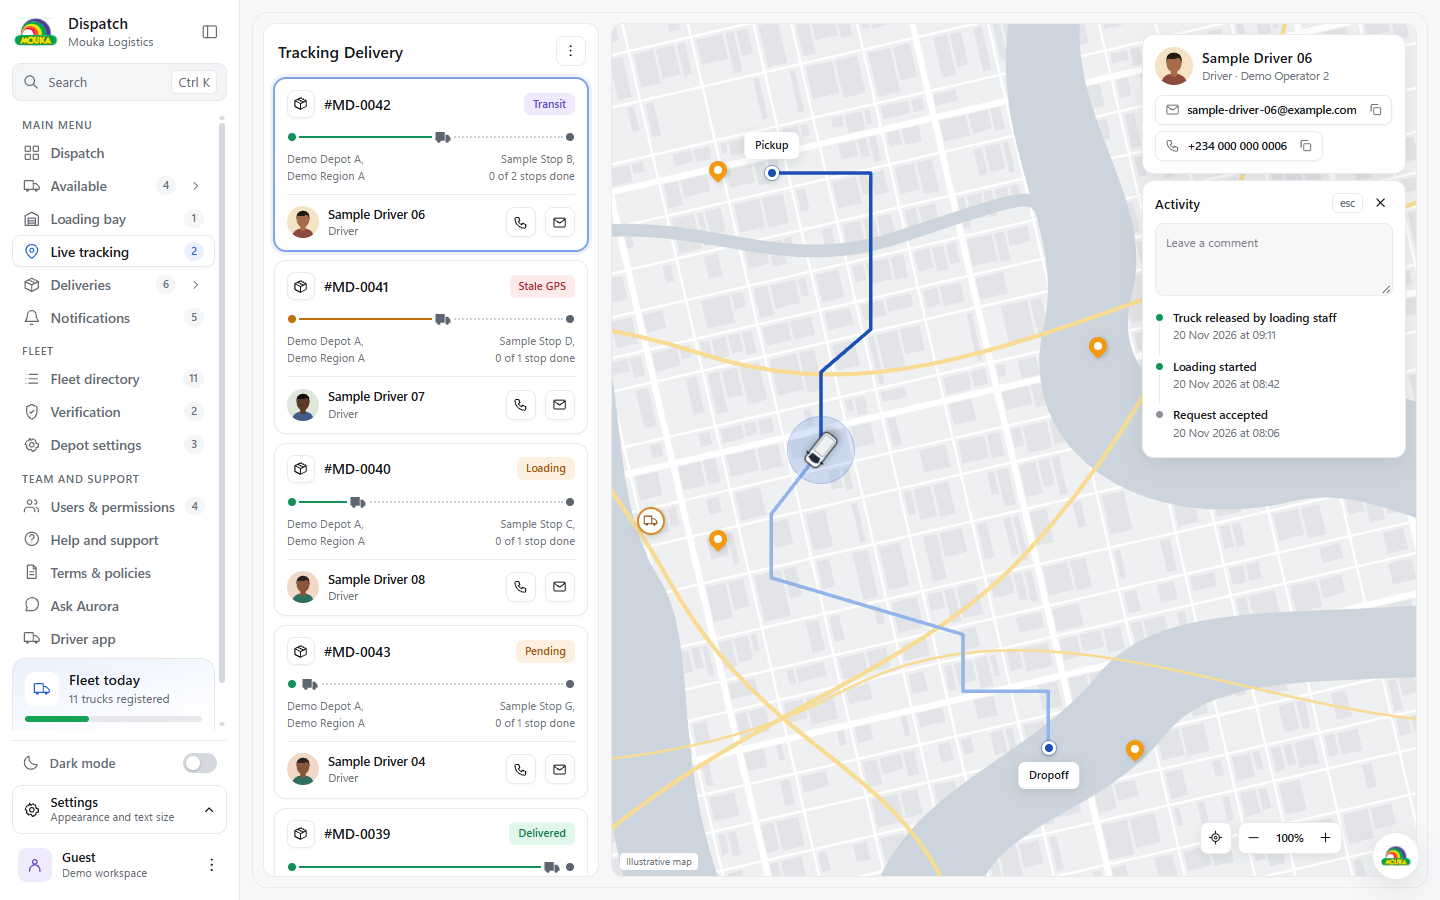 MOUKA
Dispatch
Mouka Logistics
Search
Ctrl K
MAIN MENU
Dispatch
Available
4
Loading bay
1
Live tracking
2
Deliveries
6
Notifications
5
FLEET
Fleet directory
11
Verification
2
Depot settings
3
TEAM AND SUPPORT
Users & permissions
4
Help and support
Terms & policies
Ask Aurora
Driver app
Fleet today
11 trucks registered
Dark mode
Settings
Appearance and text size
Guest
Demo workspace
Tracking Delivery
#MD-0042
Transit
Demo Depot A,
Demo Region A
Sample Stop B,
0 of 2 stops done
Sample Driver 06
Driver
#MD-0041
Stale GPS
Demo Depot A,
Demo Region A
Sample Stop D,
0 of 1 stop done
Sample Driver 07
Driver
#MD-0040
Loading
Demo Depot A,
Demo Region A
Sample Stop C,
0 of 1 stop done
Sample Driver 08
Driver
#MD-0043
Pending
Demo Depot A,
Demo Region A
Sample Stop G,
0 of 1 stop done
Sample Driver 04
Driver
#MD-0039
Delivered
Pickup
Dropoff
Illustrative map
Sample Driver 06
Driver · Demo Operator 2
sample-driver-06@example.com
+234 000 000 0006
Activity
esc
Leave a comment
Truck released by loading staff
20 Nov 2026 at 09:11
Loading started
20 Nov 2026 at 08:42
Request accepted
20 Nov 2026 at 08:06
100%
MOUKA